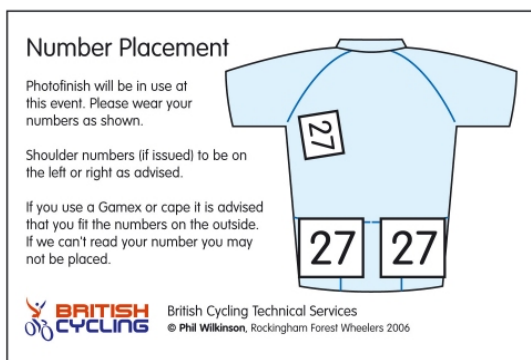 Number Placement
Photofinish will be in use at
this event. Please wear your
numbers as shown.
Shoulder numbers (if issued) to be on
the left or right as advised.
If you use a Gamex or cape it is advised
that you fit the numbers on the outside.
If we can't read your number you may
not be placed.
27
27 27
BRITISH
CYCLING
British Cycling Technical Services
© Phil Wilkinson, Rockingham Forest Wheelers 2006